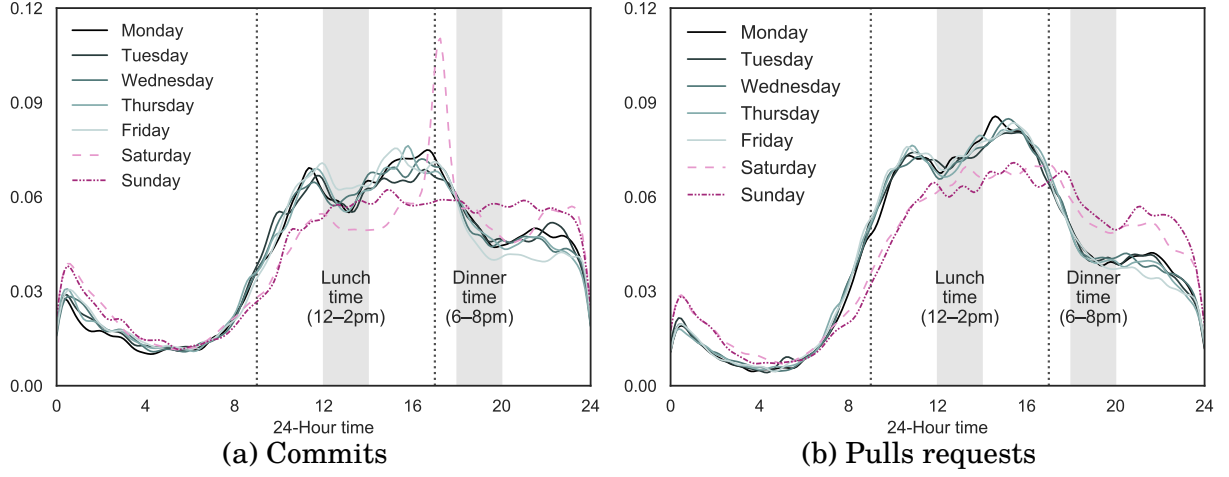 0.12
0.09
0.06
0.03
0.00
Monday
Tuesday
Wednesday
Thursday
Friday
Saturday
Sunday
Lunch
time
(12–2pm)
Dinner
time
(6–8pm)
0 4 8 12 16 20 24
24-Hour time
(a) Commits
0.12
0.09
0.06
0.03
0.00
Monday
Tuesday
Wednesday
Thursday
Friday
Saturday
Sunday
Lunch
time
(12–2pm)
Dinner
time
(6–8pm)
0 4 8 12 16 20 24
24-Hour time
(b) Pulls requests